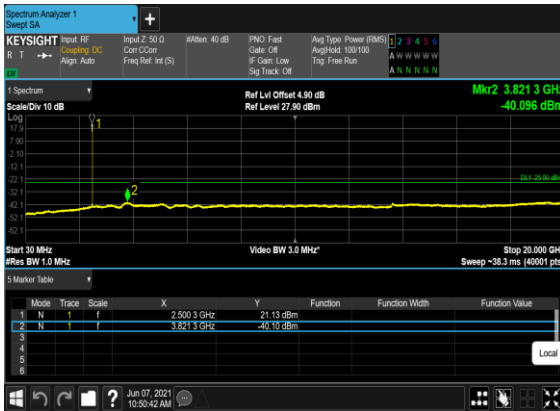 Spectrum Analyzer 1
Swept SA
KEYSIGHT Input: RF Input Z: 50 Ω #Atten: 40 dB PNO: Fast Avg Type: Power (RMS) 1 2 3 4 5 6
R T Coupling: DC Corr CCorr Gate: Off Avg|Hold: 100/100 A W W W W W
Align: Auto Freq Ref: Int (S) IF Gain: Low Trig: Free Run
Sig Track: Off A N N N N N
1 Spectrum
Scale/Div 10 dB
Ref Lvl Offset 4.90 dB
Ref Level 27.90 dBm
Mkr2 3.821 3 GHz
-40.096 dBm
Log
17.9
7.90
-2.10
-12.1
-22.1
-32.1
-42.1
-52.1
-62.1
1
2
DL1 -25.00 dBm
Start 30 MHz Video BW 3.0 MHz* Stop 20.000 GHz
#Res BW 1.0 MHz Sweep ~38.3 ms (40001 pts)
5 Marker Table
Mode Trace Scale X Y Function Function Width Function Value
1 N 1 f 2.500 3 GHz 21.13 dBm
2 N 1 f 3.821 3 GHz -40.10 dBm
3
4
5
6
Local
? Jun 07, 2021
10:50:42 AM